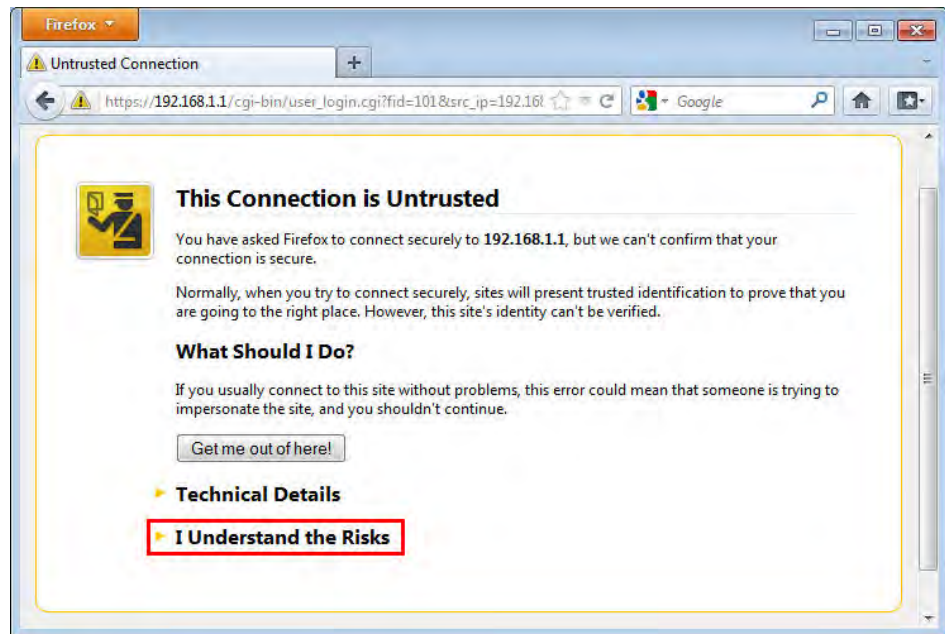 Firefox
Untrusted Connection
https://192.168.1.1/cgi-bin/user_login.cgi?fid=101&src_ip=192.168
Google
This Connection is Untrusted
You have asked Firefox to connect securely to 192.168.1.1, but we can't confirm that your
connection is secure.
Normally, when you try to connect securely, sites will present trusted identification to prove that you
are going to the right place. However, this site's identity can't be verified.
What Should I Do?
If you usually connect to this site without problems, this error could mean that someone is trying to
impersonate the site, and you shouldn't continue.
Get me out of here!
Technical Details
I Understand the Risks